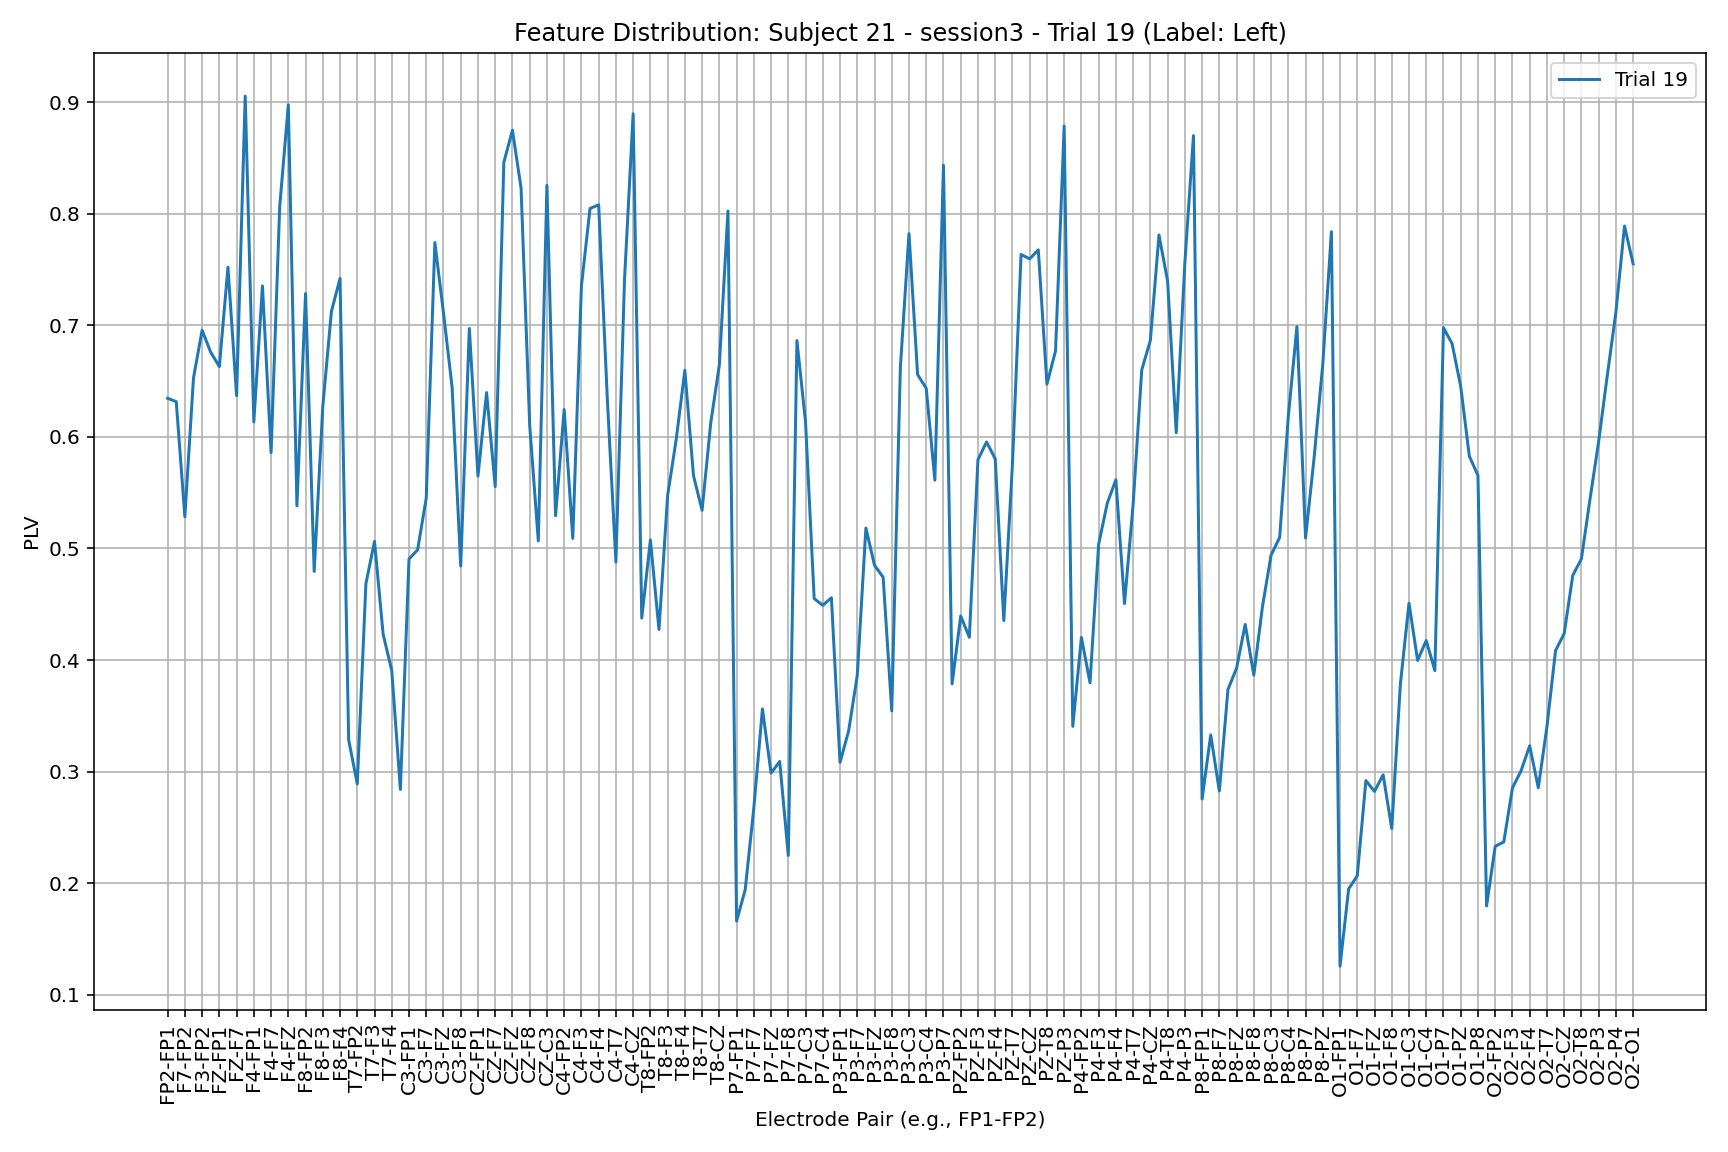 Feature Distribution: Subject 21 - session3 - Trial 19 (Label: Left)
Trial 19
PLV
0.9
0.8
0.7
0.6
0.5
0.4
0.3
0.2
0.1
FP2-FP1
F7-FP2
F3-FP2
FZ-FP1
FZ-F7
F4-FP1
F4-F7
F4-FZ
F8-FP2
F8-F3
F8-F4
T7-FP2
T7-F3
T7-F4
C3-FP1
C3-F7
C3-FZ
C3-F8
CZ-FP1
CZ-F7
CZ-FZ
CZ-F8
CZ-C3
C4-FP2
C4-F3
C4-F4
C4-T7
C4-CZ
T8-FP2
T8-F3
T8-F4
T8-T7
T8-CZ
P7-FP1
P7-F7
P7-FZ
P7-F8
P7-C3
P7-C4
P3-FP1
P3-F7
P3-FZ
P3-F8
P3-C3
P3-C4
P3-P7
PZ-FP2
PZ-F3
PZ-F4
PZ-T7
PZ-CZ
PZ-T8
PZ-P3
P4-FP2
P4-F3
P4-F4
P4-T7
P4-CZ
P4-T8
P4-P3
P8-FP1
P8-F7
P8-FZ
P8-F8
P8-C3
P8-C4
P8-P7
P8-PZ
O1-FP1
O1-F7
O1-FZ
O1-F8
O1-C3
O1-C4
O1-P7
O1-PZ
O1-P8
O2-FP2
O2-F3
O2-F4
O2-T7
O2-CZ
O2-T8
O2-P3
O2-P4
O2-O1
Electrode Pair (e.g., FP1-FP2)